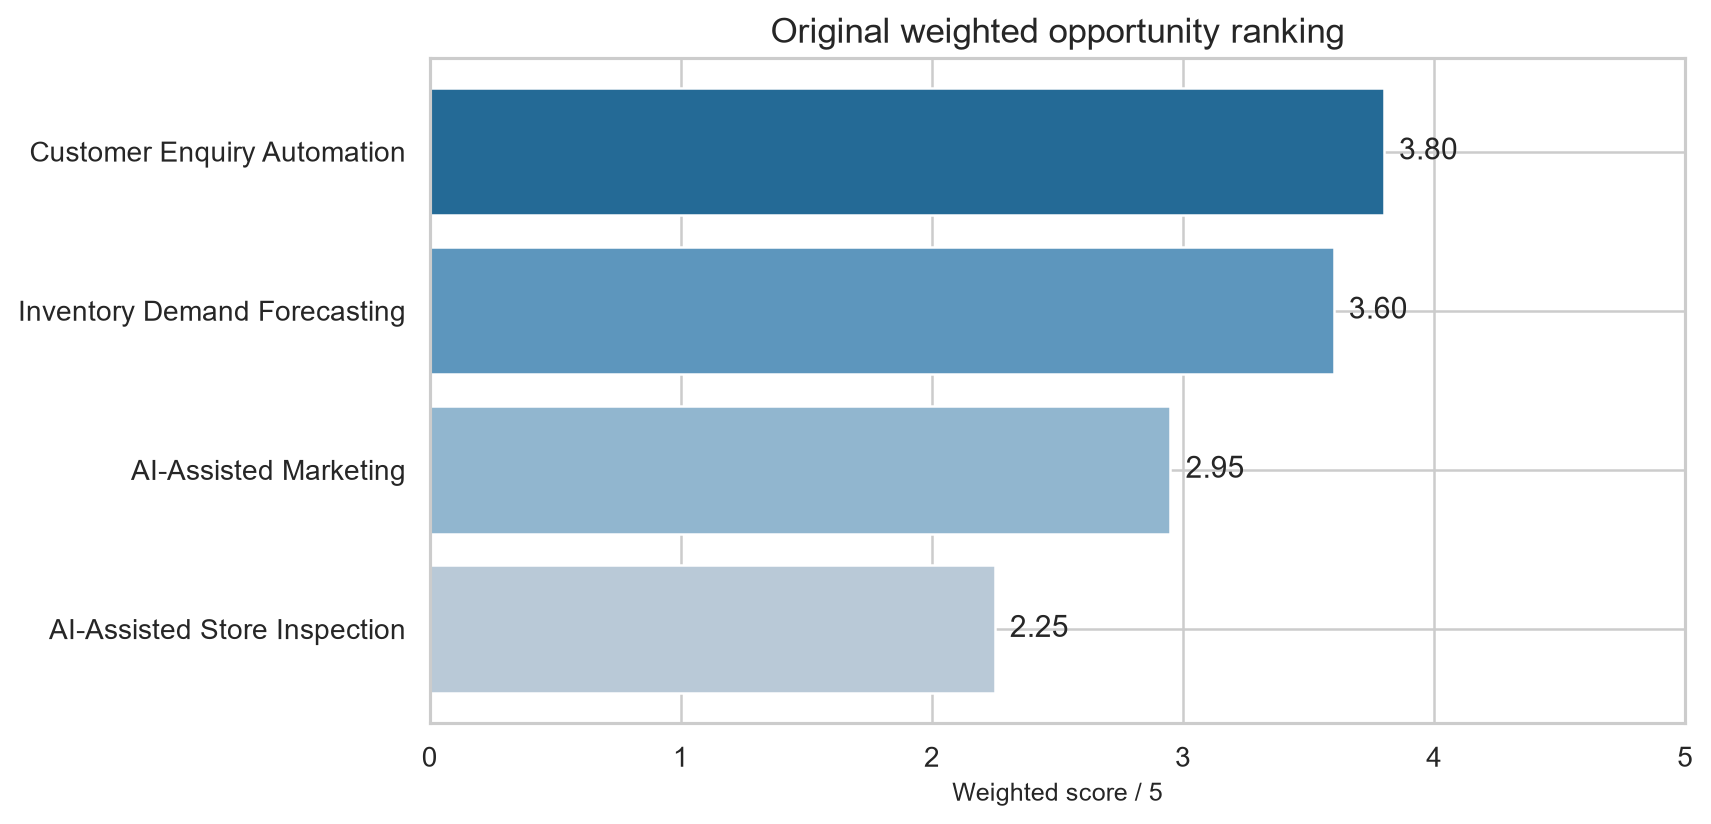 Original weighted opportunity ranking
Customer Enquiry Automation
3.80
Inventory Demand Forecasting
3.60
AI-Assisted Marketing
2.95
AI-Assisted Store Inspection
2.25
0 1 2 3 4 5
Weighted score / 5